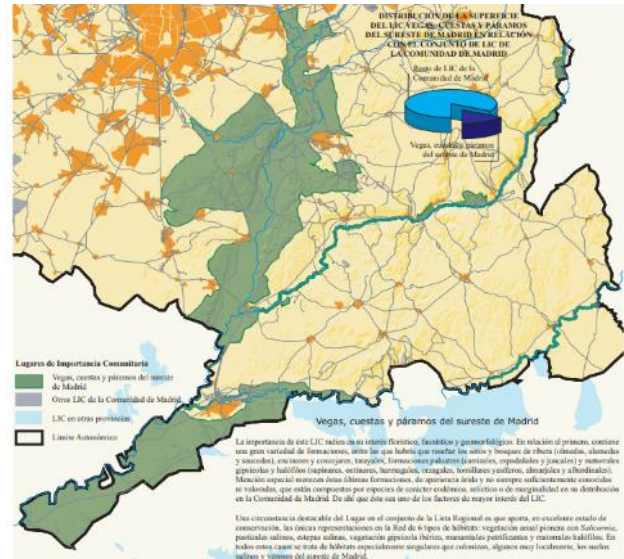 DISTRIBUCIÓN DE LA SUPERFICIE
DEL LIC VEGAS, CUESTAS Y PÁRAMOS
DEL SURESTE DE MADRID EN RELACIÓN
CON EL CONJUNTO DE LIC DE
LA COMUNIDAD DE MADRID
Resto de LIC de la
Comunidad de Madrid
Vegas, cuestas y páramos
del sureste de Madrid
Lugares de Importancia Comunitaria
Vegas, cuestas y páramos del sureste
de Madrid
Otros LIC de la Comunidad de Madrid
LIC en otras provincias
Límite Autonómico
Vegas, cuestas y páramos del sureste de Madrid
La importancia de éste LIC radica en su interés florístico, faunístico y geomorfológico. En relación al primero, contiene
una gran variedad de formaciones, entre las que habría que reseñar los sotos y bosques de ribera (olmedas, alamedas
y saucedas), encinares y coscojares, tarayales, formaciones palustres (carrizales, espadañales y juncales) y matorrales
gipsícolas y halófilos (sapinares, ontinares, harmagales, orzagales, tomillares yesíferos, almajales y albardinales).
Mención especial merecen éstas últimas formaciones, de apariencia árida y no siempre suficientemente conocidas
ni valoradas, que están compuestas por especies de carácter endémico, relíctico o de marginalidad en su distribución
en la Comunidad de Madrid. De ahí que éste sea uno de los factores de mayor interés del LIC.
Una circunstancia destacable del Lugar en el conjunto de la Lista Regional es que aporta, en excelente estado de
conservación, las únicas representaciones en la Red de 6 tipos de hábitats: vegetación anual pionera con Salicornia,
pastizales salinos, estepas salinas, vegetación gipsícola ibérica, manantiales petrificantes y matorrales halófilos. En
todos estos casos se trata de hábitats especialmente singulares que colonizan, algunos muy localmente, los suelos
salinos y yesosos del sureste de Madrid.